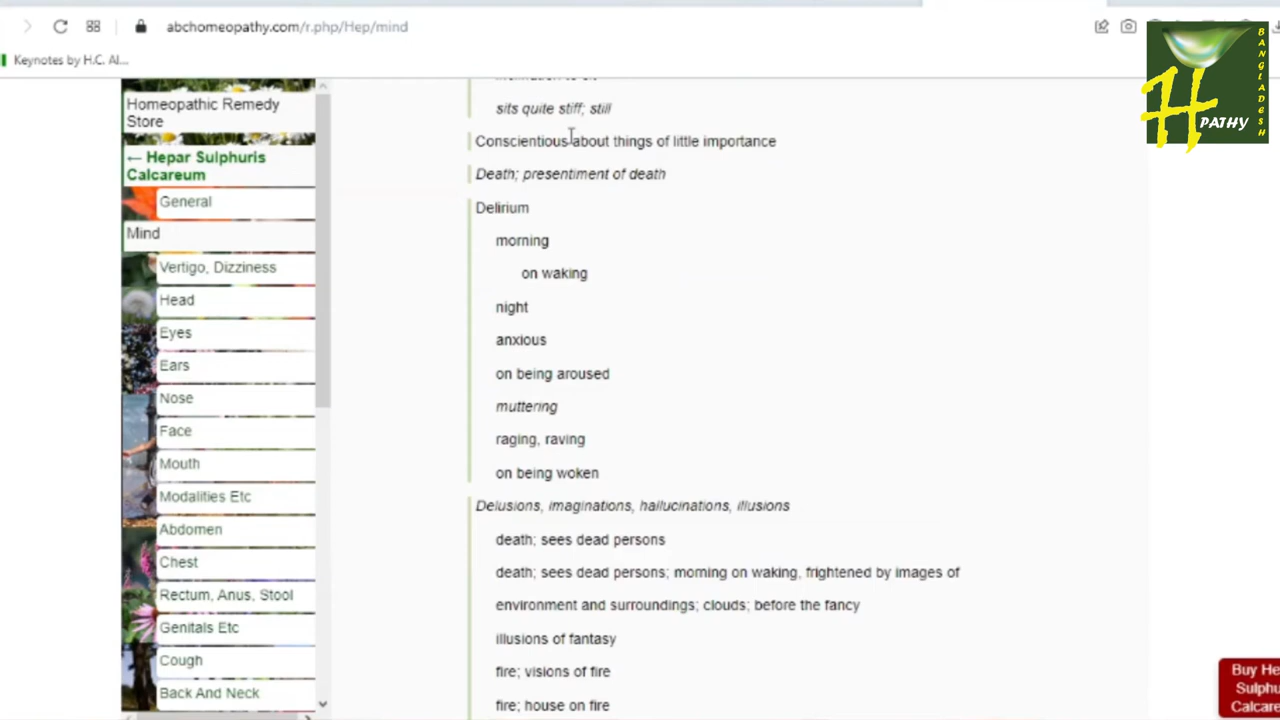 abchomeopathy.com/r.php/Hep/mind
Keynotes by H.C. Al...
BANGLADESH
H
PATHY
Homeopathic Remedy
Store
← Hepar Sulphuris
Calcareum
General
Mind
Vertigo, Dizziness
Head
Eyes
Ears
Nose
Face
Mouth
Modalities Etc
Abdomen
Chest
Rectum, Anus, Stool
Genitals Etc
Cough
Back And Neck
sits quite stiff; still
Conscientious about things of little importance
Death; presentiment of death
Delirium
morning
on waking
night
anxious
on being aroused
muttering
raging, raving
on being woken
Delusions, imaginations, hallucinations, illusions
death; sees dead persons
death; sees dead persons; morning on waking, frightened by images of
environment and surroundings; clouds; before the fancy
illusions of fantasy
fire; visions of fire
fire; house on fire
Buy He
Sulphu
Calcare